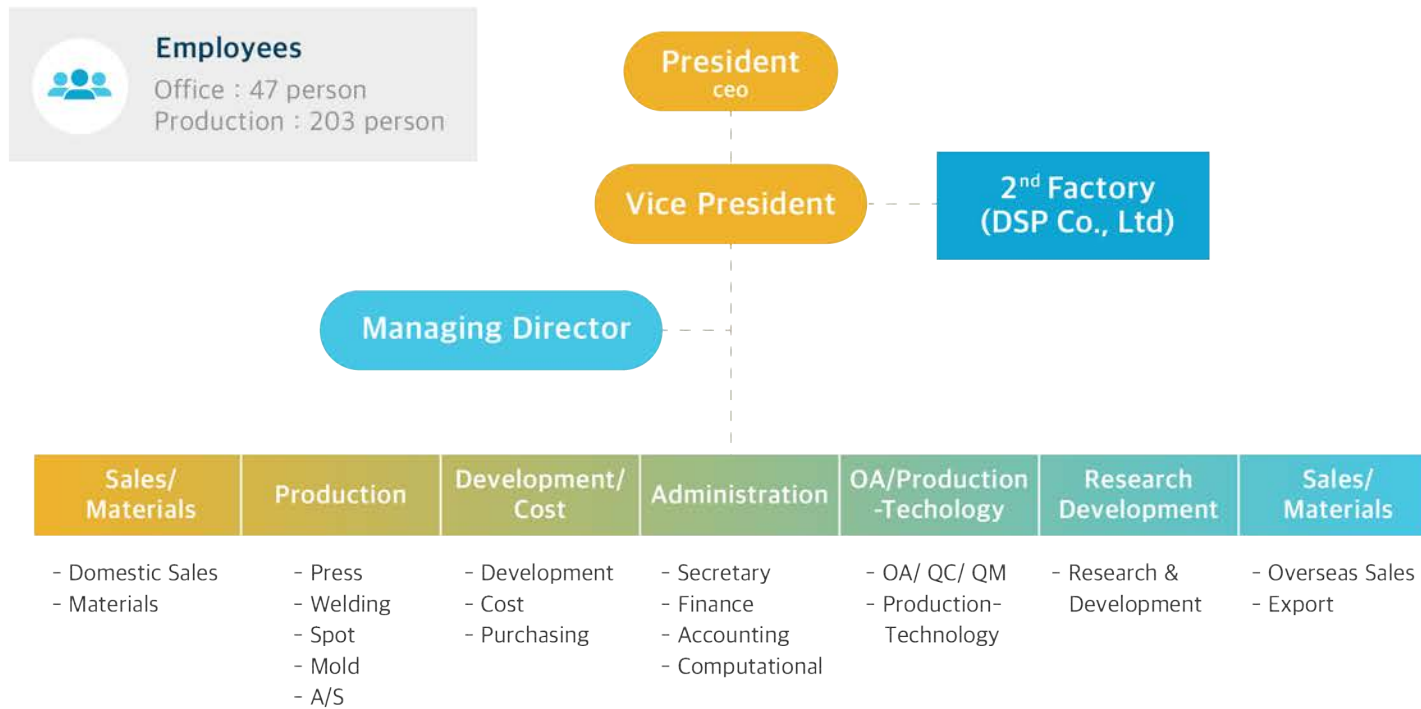 Employees
Office : 47 person
Production : 203 person
President
ceo
Vice President
2nd Factory
(DSP Co., Ltd)
Managing Director
Sales/
Materials
Production
Development/
Cost
Administration
OA/Production
-Techology
Research
Development
Sales/
Materials
- Domestic Sales
- Materials
- Press
- Welding
- Spot
- Mold
- A/S
- Development
- Cost
- Purchasing
- Secretary
- Finance
- Accounting
- Computational
- OA/ QC/ QM
- Production-
Technology
- Research &
Development
- Overseas Sales
- Export